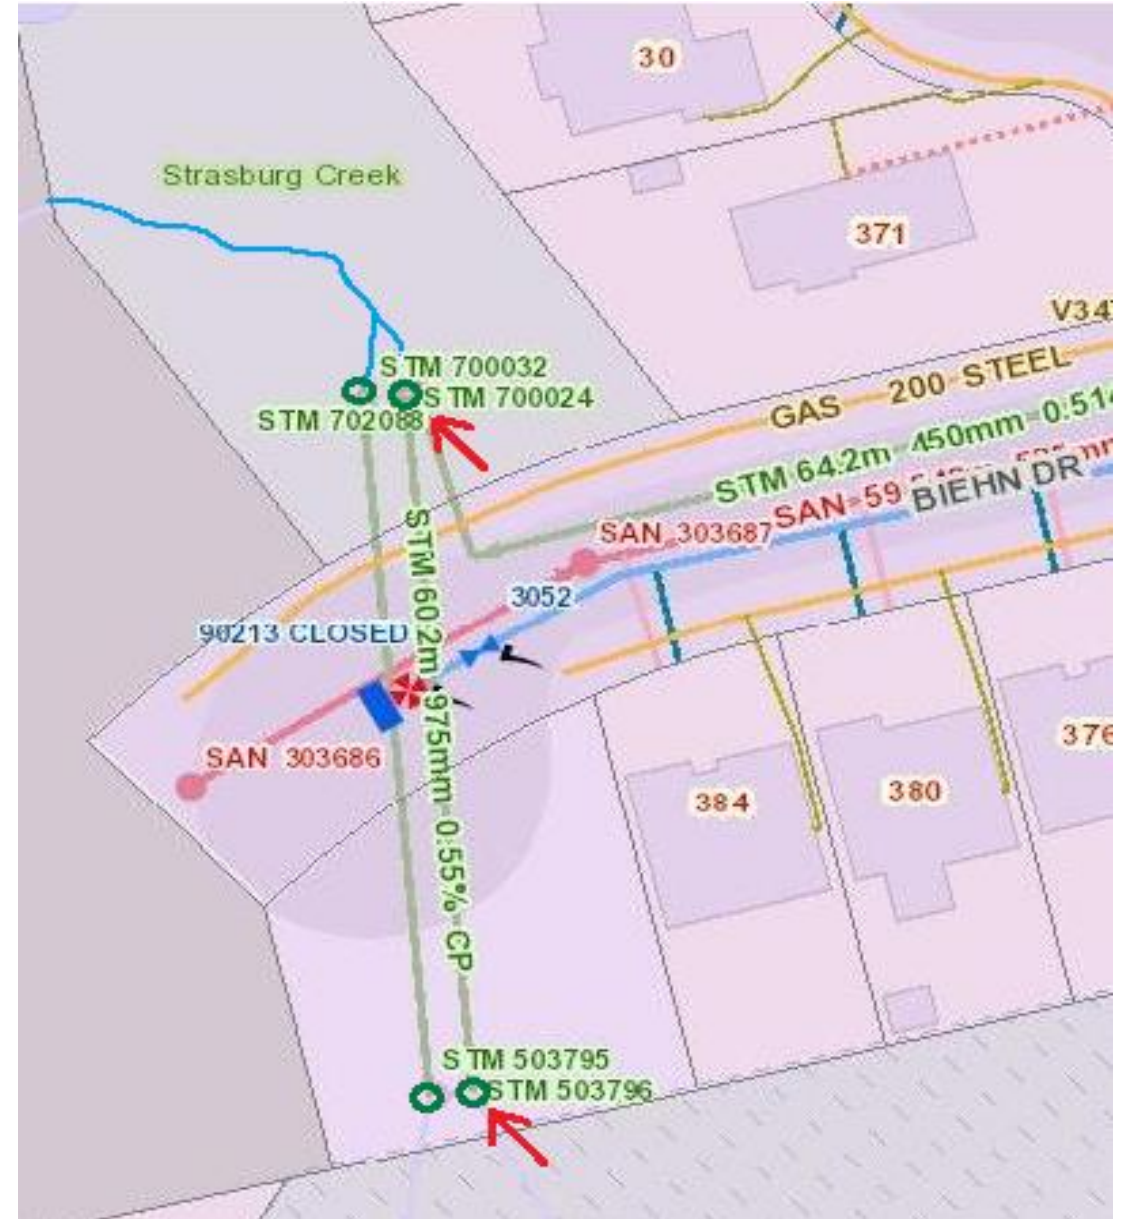 30
Strasburg Creek
371
V347
STM 700032
STM 700024
STM 702088
GAS 200 STEEL
STM 64.2m 450mm 0.514
SAN 59
BIEHN DR
SAN 303687
3052
90213 CLOSED
STM 60.2m 975mm 0.55% CP
SAN 303686
384
380
376
STM 503795
STM 503796